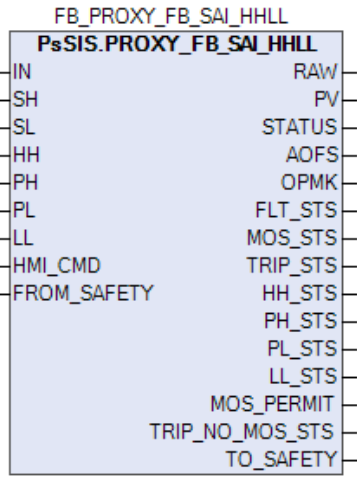 FB_PROXY_FB_SAI_HHLL
PsSIS.PROXY_FB_SAI_HHLL
IN RAW
SH PV
SL STATUS
HH AOFS
PH OPMK
PL FLT_STS
LL MOS_STS
HMI_CMD TRIP_STS
FROM_SAFETY HH_STS
PH_STS
PL_STS
LL_STS
MOS_PERMIT
TRIP_NO_MOS_STS
TO_SAFETY